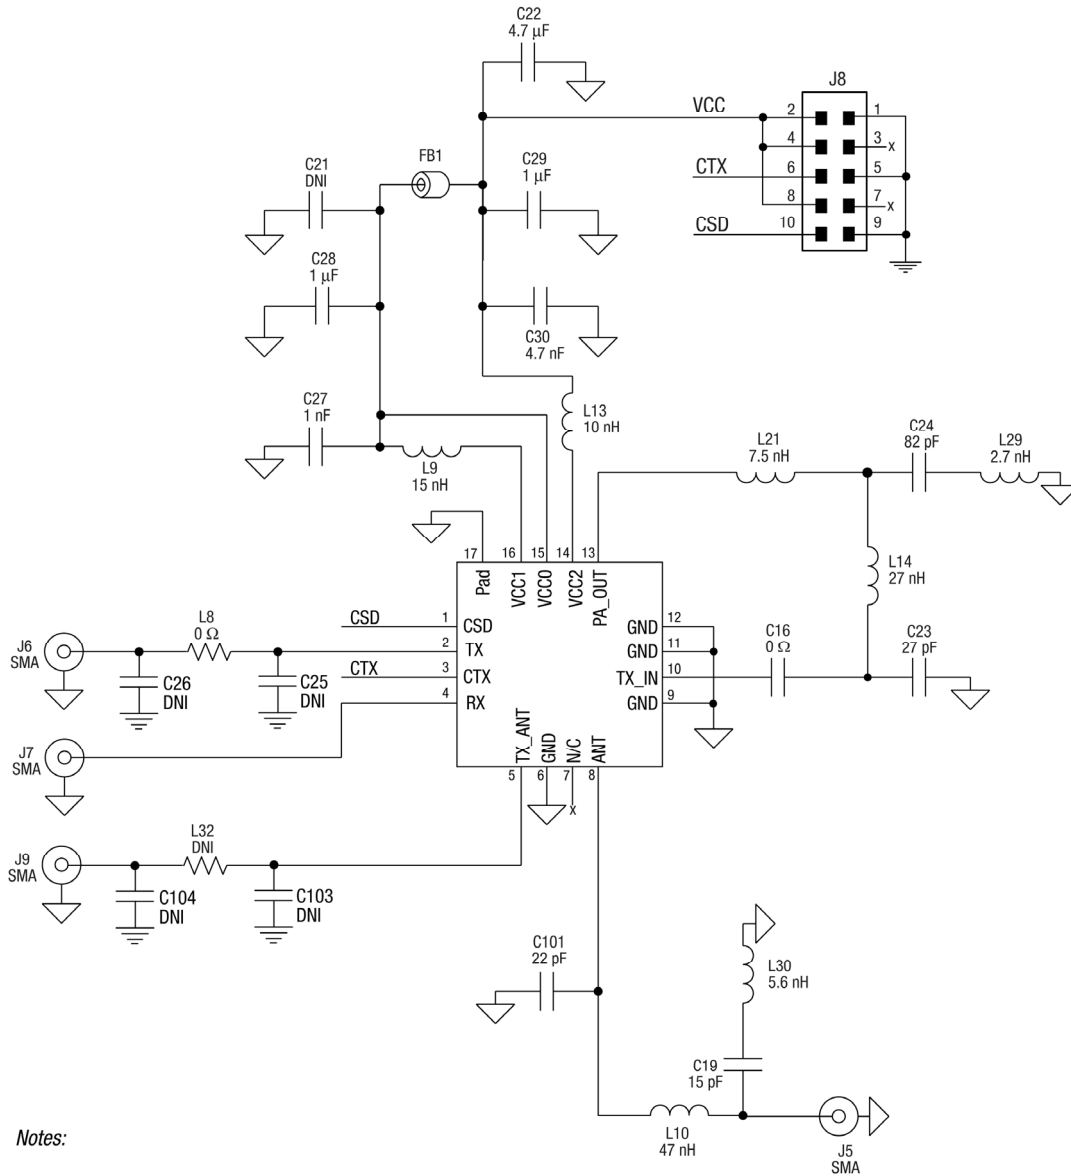 C22
4.7 µF
J8
VCC
2
1
4
3
x
CTX
6
5
8
7
x
CSD
10
9
C21
DNI
FB1
C29
1 µF
C28
1 µF
C30
4.7 nF
C27
1 nF
L9
15 nH
L13
10 nH
L21
7.5 nH
C24
82 pF
L29
2.7 nH
L14
27 nH
17
16
15
14
13
Pad
VCC1
VCC0
VCC2
PA_OUT
J6
SMA
L8
0 Ω
C26
DNI
C25
DNI
CSD
1
CSD
2
TX
CTX
3
CTX
4
RX
GND
12
GND
11
TX_IN
10
GND
9
C16
0 Ω
C23
27 pF
J7
SMA
TX_ANT
GND
N/C
ANT
5
6
7
8
x
J9
SMA
L32
DNI
C104
DNI
C103
DNI
C101
22 pF
L30
5.6 nH
C19
15 pF
L10
47 nH
J5
SMA
Notes: